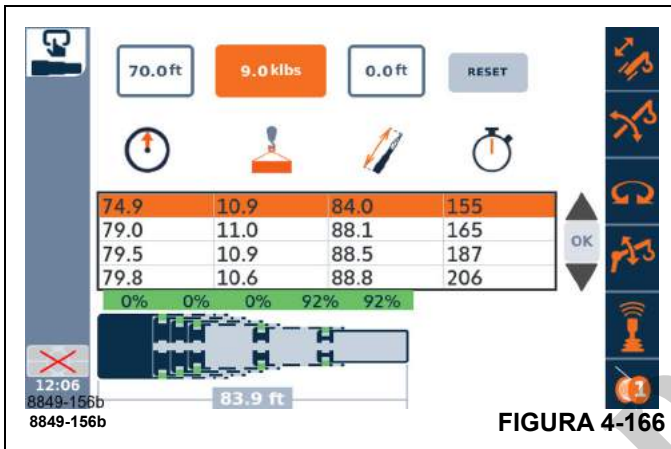 70.0ft 9.0klbs 0.0ft RESET
74.9 10.9 84.0 155
79.0 11.0 88.1 165
79.5 10.9 88.5 187
79.8 10.6 88.8 206
OK
0% 0% 0% 92% 92%
83.9 ft
12:06
8849-156b
8849-156b
1
FIGURA 4-166